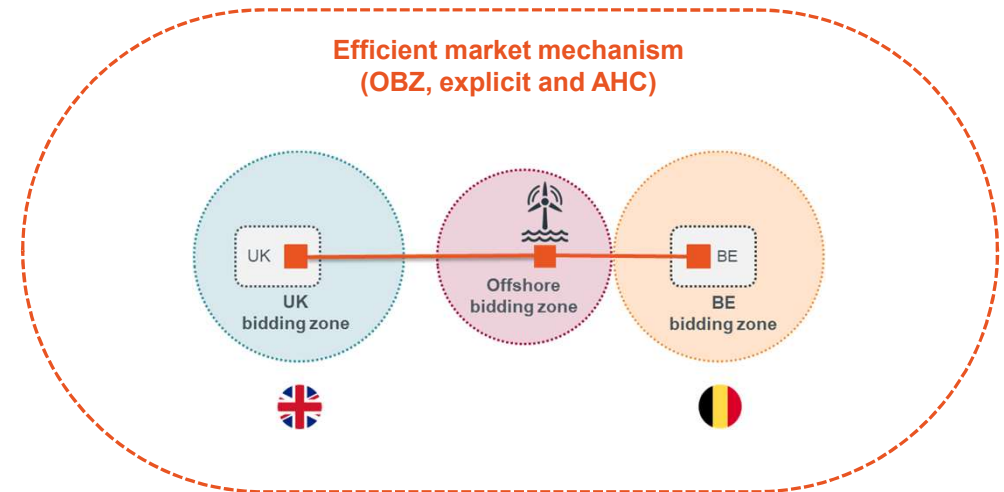 Efficient market mechanism
(OBZ, explicit and AHC)
UK
UK
bidding zone
Offshore
bidding zone
BE
BE
bidding zone